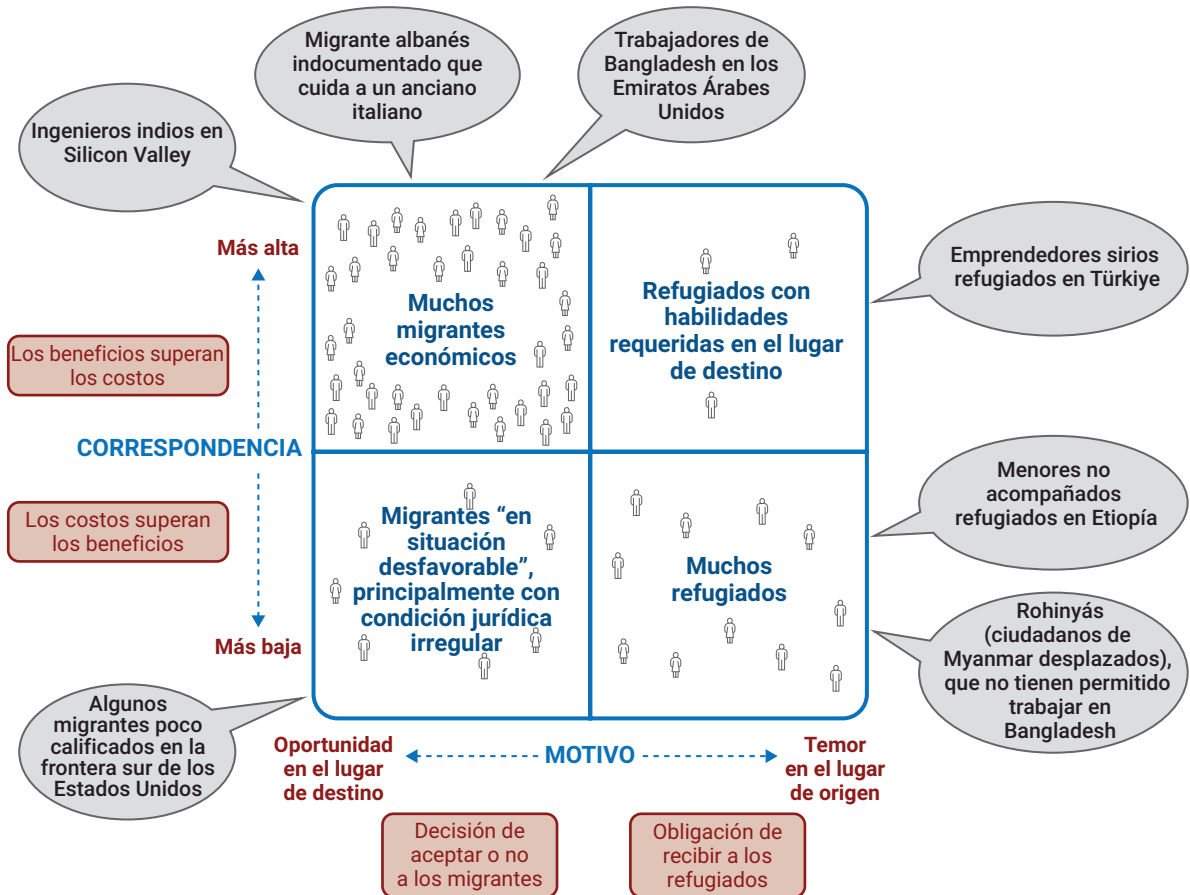 Migrante albanés
indocumentado que
cuida a un anciano
italiano
Trabajadores de
Bangladesh en los
Emiratos Árabes
Unidos
Ingenieros indios en
Silicon Valley
Más alta
Los beneficios superan
los costos
CORRESPONDENCIA
Los costos superan
los beneficios
Más baja
Muchos
migrantes
económicos
Refugiados con
habilidades
requeridas en el lugar
de destino
Migrantes “en
situación
desfavorable”,
principalmente con
condición jurídica
irregular
Muchos
refugiados
Emprendedores sirios
refugiados en Türkiye
Menores no
acompañados
refugiados en Etiopía
Rohinyás
(ciudadanos de
Myanmar desplazados),
que no tienen permitido
trabajar en
Bangladesh
Algunos
migrantes poco
calificados en la
frontera sur de los
Estados Unidos
Oportunidad
en el lugar
de destino
MOTIVO
Temor
en el lugar
de origen
Decisión de
aceptar o no
a los migrantes
Obligación de
recibir a los
refugiados